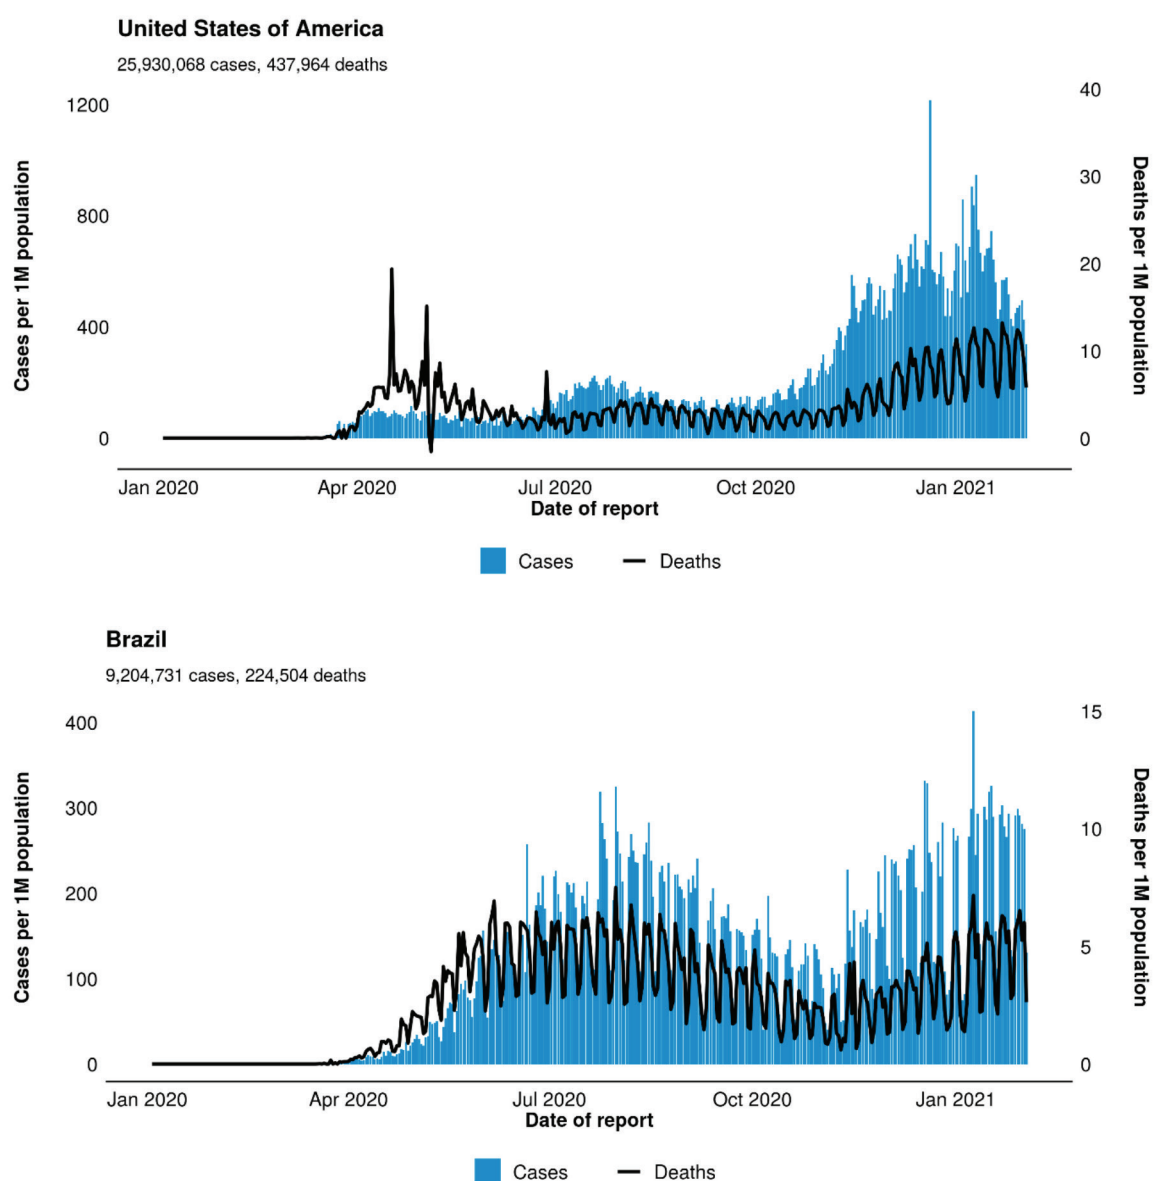 United States of America
25,930,068 cases, 437,964 deaths
Cases per 1M population
1200
800
400
0
40
30
20
10
0
Deaths per 1M population
Jan 2020 Apr 2020 Jul 2020 Oct 2020 Jan 2021
Date of report
Cases Deaths
Brazil
9,204,731 cases, 224,504 deaths
Cases per 1M population
400
300
200
100
0
15
10
5
0
Deaths per 1M population
Jan 2020 Apr 2020 Jul 2020 Oct 2020 Jan 2021
Date of report
Cases Deaths